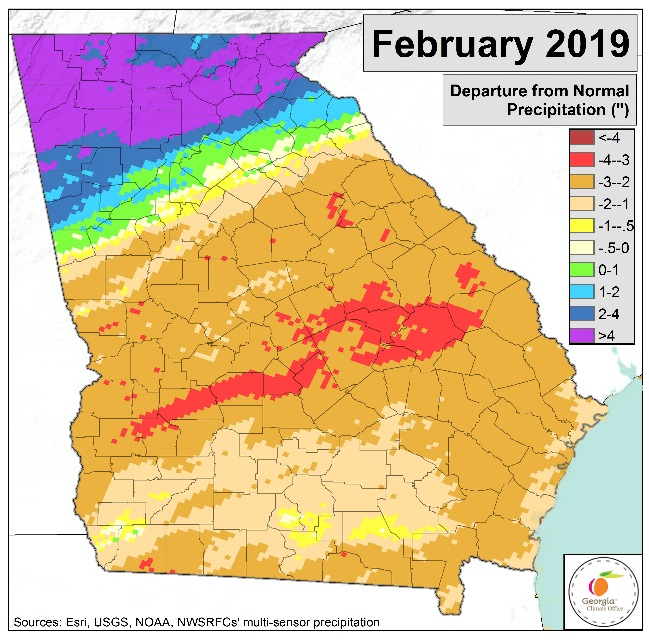 February 2019
Departure from Normal
Precipitation (")
<-4
-4--3
-3--2
-2--1
-1--.5
-.5-0
0-1
1-2
2-4
>4
Georgia
Climate Office
Sources: Esri, USGS, NOAA, NWSRFCs' multi-sensor precipitation